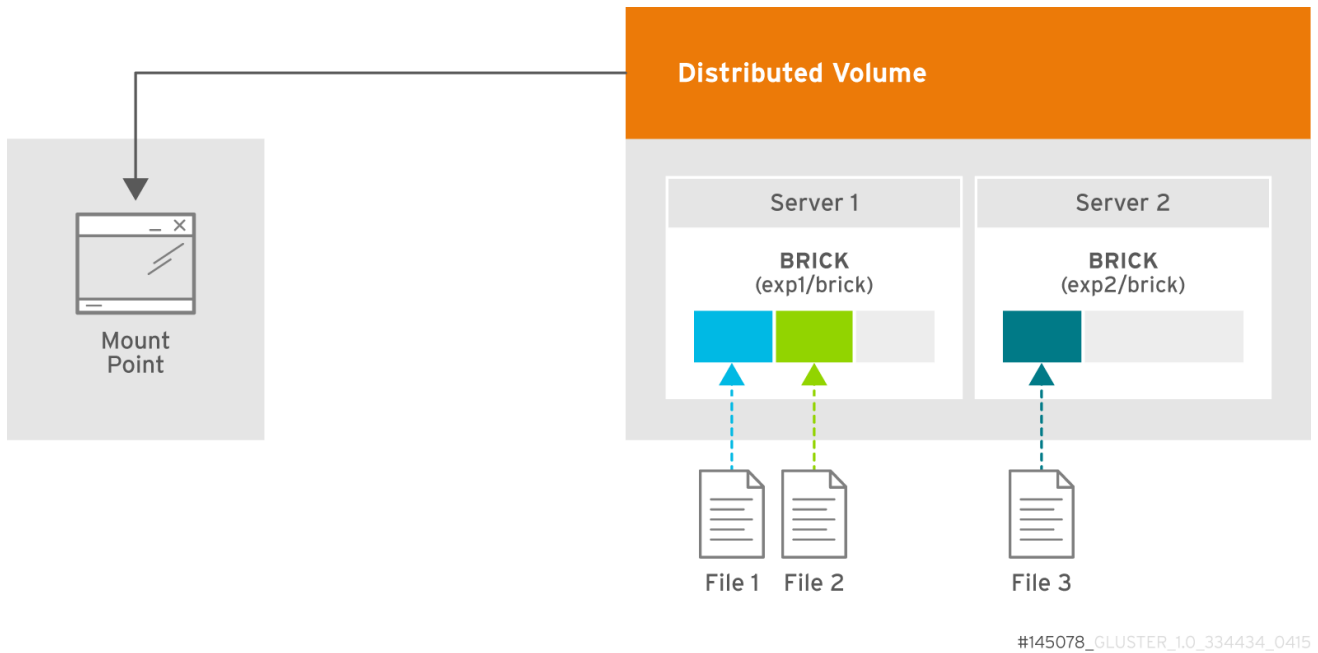 Distributed Volume
Server 1
Server 2
BRICK
(exp1/brick)
BRICK
(exp2/brick)
Mount
Point
File 1
File 2
File 3
#145078_GLUSTER_1.0_334434_0415